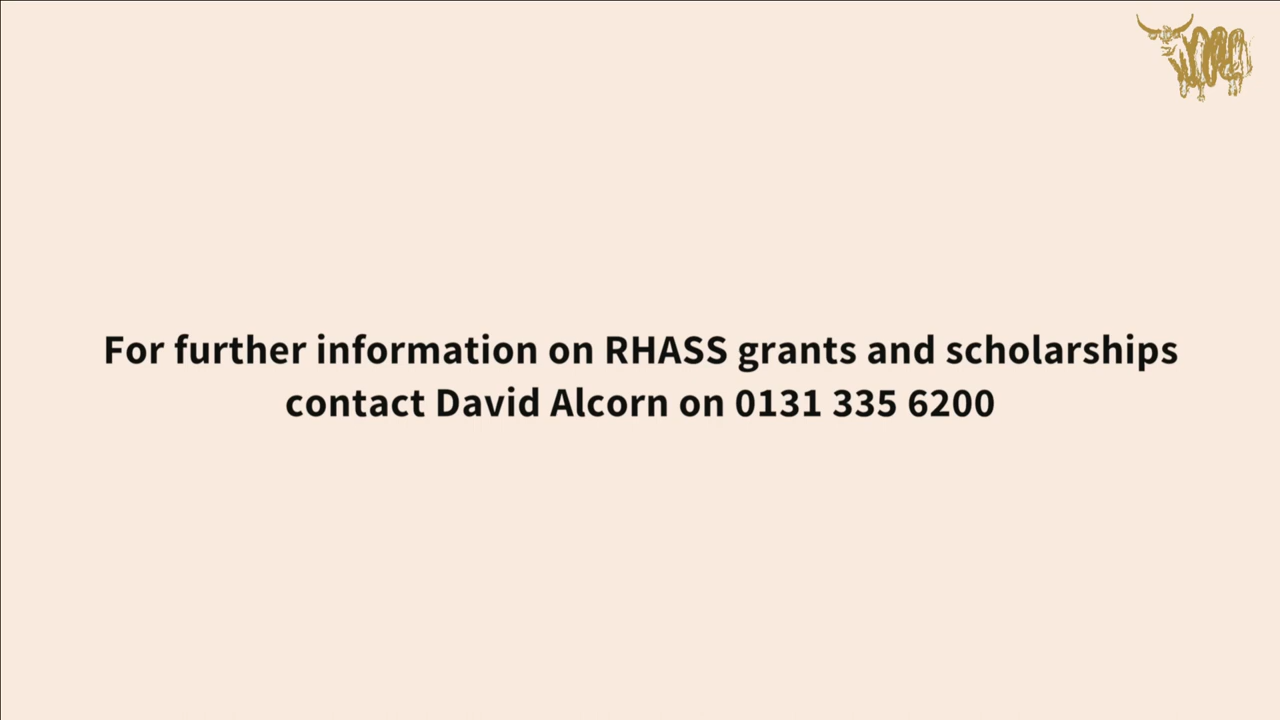 For further information on RHASS grants and scholarships
contact David Alcorn on 0131 335 6200